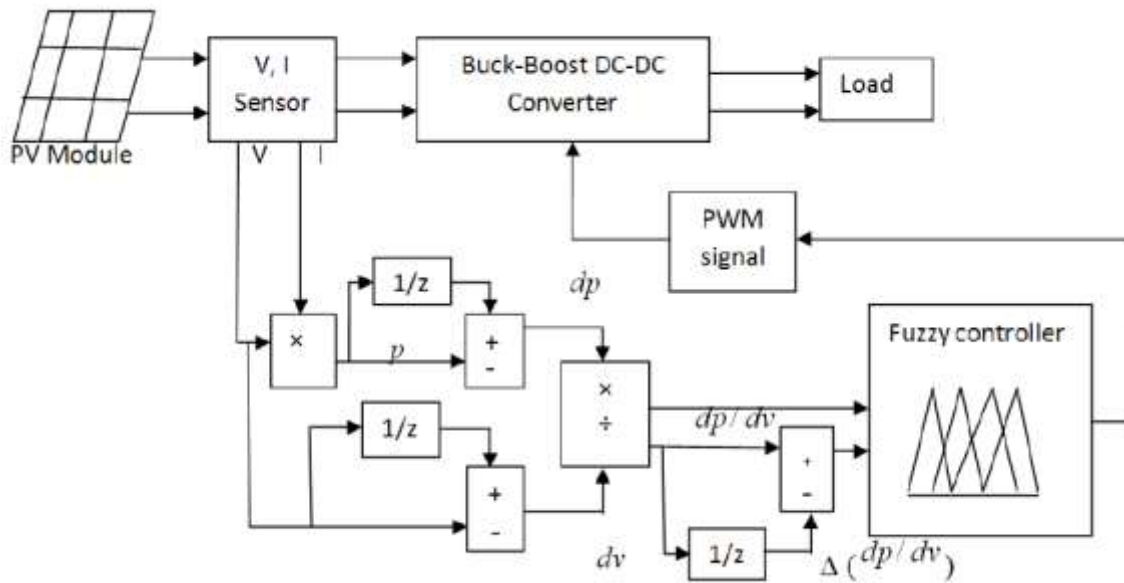 V, I
Sensor
Buck-Boost DC-DC
Converter
Load
PV Module
V
I
PWM
signal
1/z
dp
×
p
+
-
Fuzzy controller
×
÷
1/z
dp / dv
+
-
+
-
dv
1/z
Δ (dp / dv)